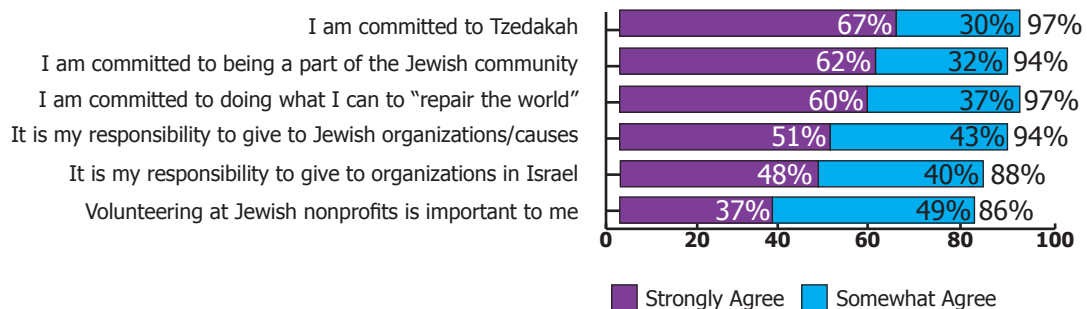 I am committed to Tzedakah 67% 30% 97%
I am committed to being a part of the Jewish community 62% 32% 94%
I am committed to doing what I can to “repair the world” 60% 37% 97%
It is my responsibility to give to Jewish organizations/causes 51% 43% 94%
It is my responsibility to give to organizations in Israel 48% 40% 88%
Volunteering at Jewish nonprofits is important to me 37% 49% 86%
0 20 40 60 80 100
Strongly Agree Somewhat Agree